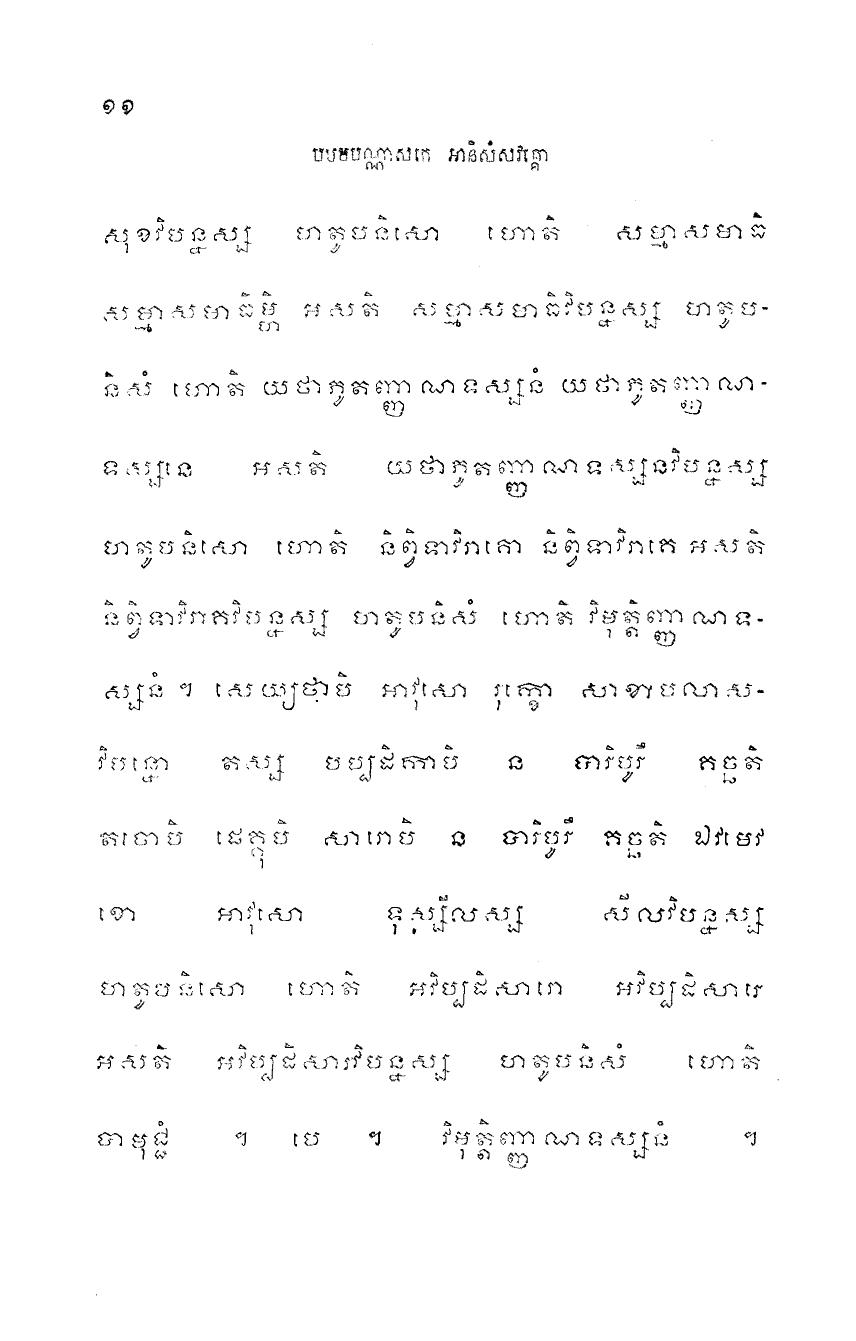 ១១
បឋមបណ្ណាសកេ អានិសំសវគ្គោ
សុខវិបន្នស្ស ហតូបនិសោ ហោតិ សម្មាសមាធិ
សម្មាសមាធិម្ហិ អសតិ សម្មាសមាធិវិបន្នស្ស ហតូប-
និសំ ហោតិ យថាភូតញ្ញាណទស្សនំ យថាភូតញ្ញាណ-
ទស្សនេ អសតិ យថាភូតញ្ញាណទស្សនវិបន្នស្ស
ហតូបនិសោ ហោតិ និព្វិទាវិរាគោ និព្វិទាវិរាគេ អសតិ
និព្វិទាវិរាគវិបន្នស្ស ហតូបនិសំ ហោតិ វិមុត្តិញ្ញាណទ-
ស្សនំ ។ សេយ្យថាបិ អាវុសោ រុក្ខោ សាខាបលាស-
វិបន្នោ តស្ស បប្បដិកាបិ ន បារិបូរឹ គច្ឆតិ
តចោបិ ផេគ្គុបិ សារោបិ ន បារិបូរឹ គច្ឆតិ ឯវមេវ
ខោ អាវុសោ ទុស្សីលស្ស សីលវិបន្នស្ស
ហតូបនិសោ ហោតិ អវិប្បដិសារោ អវិប្បដិសារេ
អសតិ អវិប្បដិសារវិបន្នស្ស ហតូបនិសំ ហោតិ
បាមុជ្ជំ ។ បេ ។ វិមុត្តិញ្ញាណទស្សនំ ។